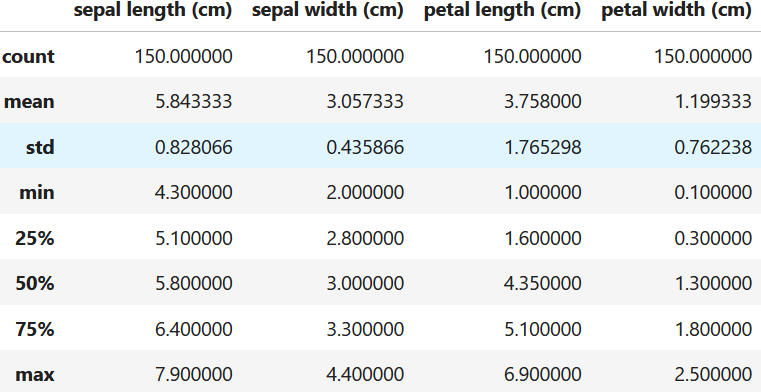 sepal length (cm) sepal width (cm) petal length (cm) petal width (cm)
count 150.000000 150.000000 150.000000 150.000000
mean 5.843333 3.057333 3.758000 1.199333
std 0.828066 0.435866 1.765298 0.762238
min 4.300000 2.000000 1.000000 0.100000
25% 5.100000 2.800000 1.600000 0.300000
50% 5.800000 3.000000 4.350000 1.300000
75% 6.400000 3.300000 5.100000 1.800000
max 7.900000 4.400000 6.900000 2.500000